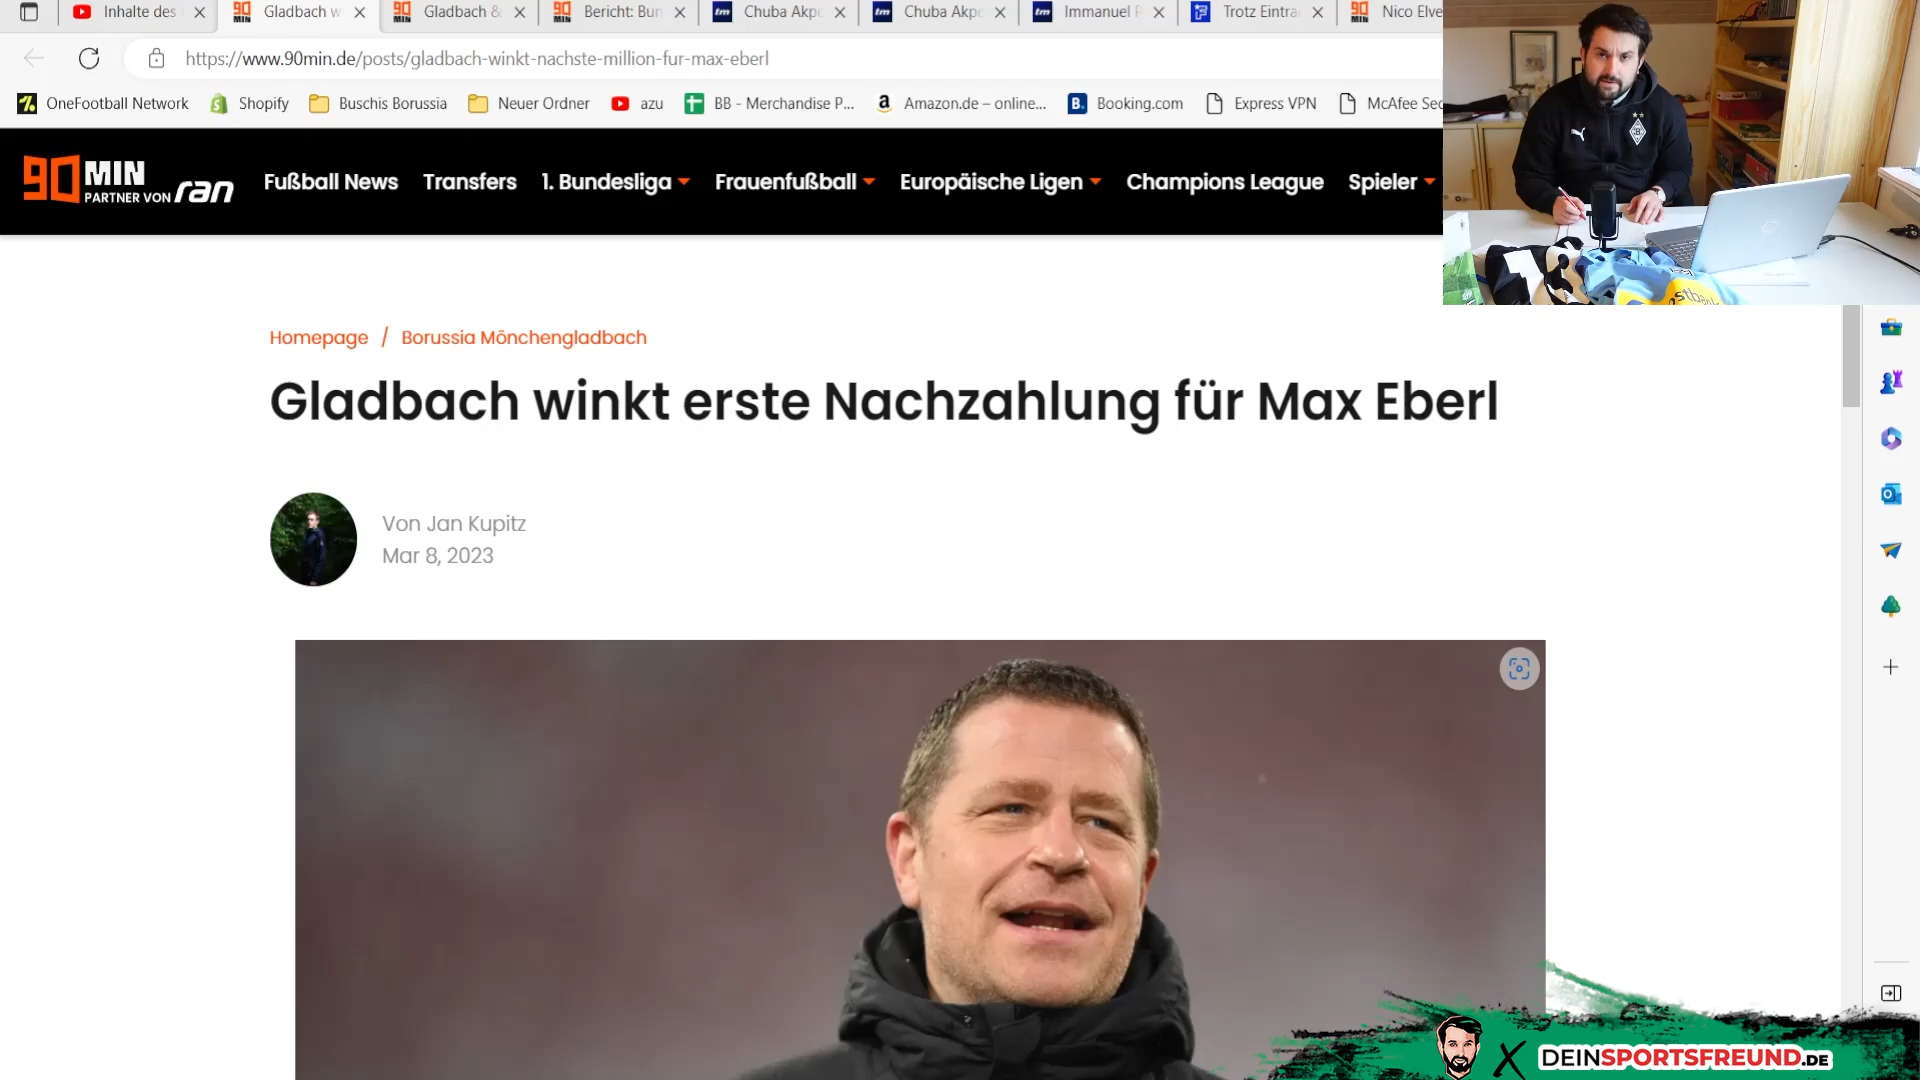 Inhalte des
Gladbach w
Gladbach &
Bericht: Bun
Chuba Akpo
Chuba Akpo
Immanuel P
Trotz Eintra
Nico Elve
https://www.90min.de/posts/gladbach-winkt-nachste-million-fur-max-eberl
OneFootball Network
Shopify
Buschis Borussia
Neuer Ordner
azu
BB - Merchandise P...
Amazon.de – online...
Booking.com
Express VPN
McAfee Sec
90 MIN
PARTNER VON ran
Fußball News
Transfers
1. Bundesliga
Frauenfußball
Europäische Ligen
Champions League
Spieler
Homepage / Borussia Mönchengladbach
Gladbach winkt erste Nachzahlung für Max Eberl
Von Jan Kupitz
Mar 8, 2023
X DEINSPORTSFREUND.DE